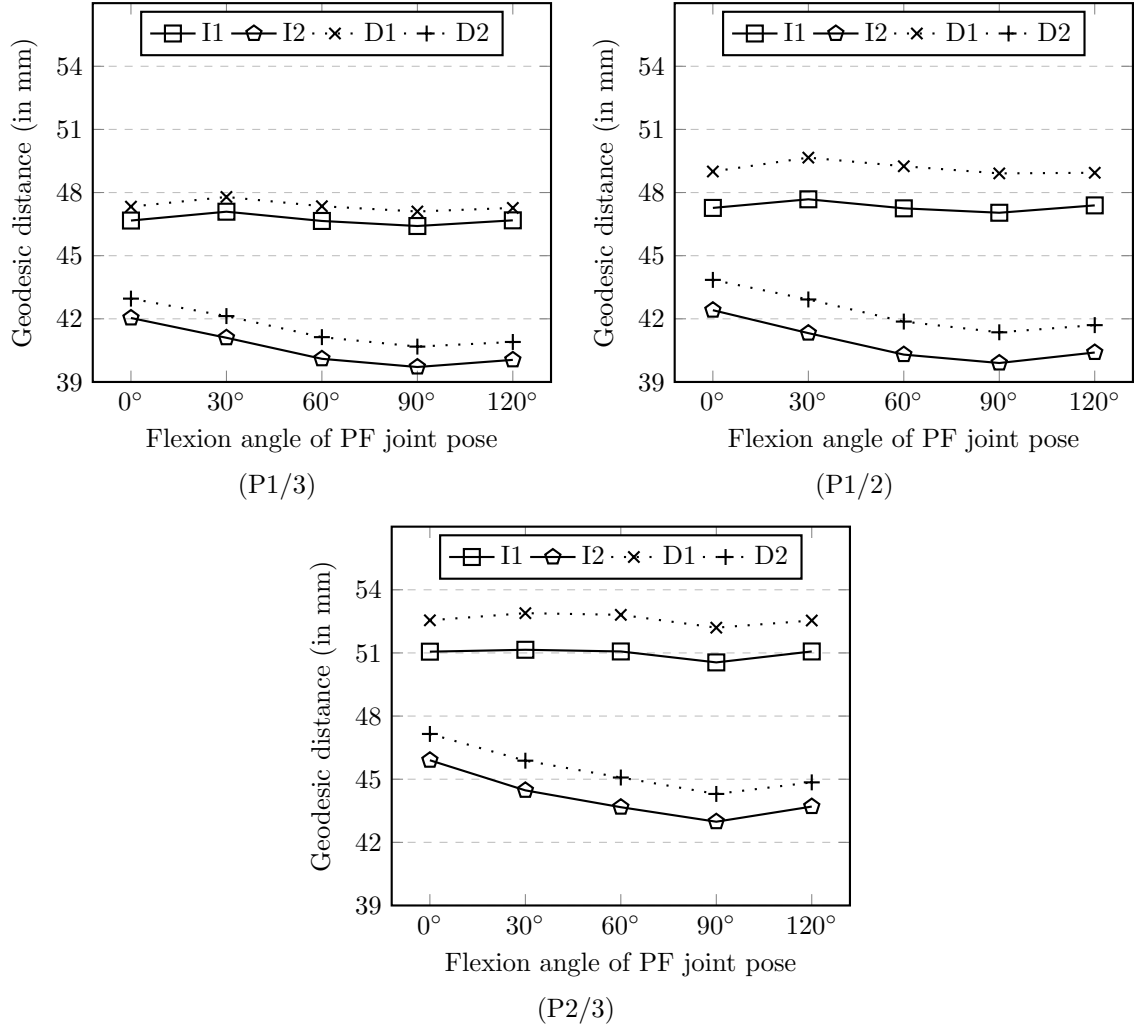 I1 I2 D1 D2
Geodesic distance (in mm)
54
51
48
45
42
39
0° 30° 60° 90° 120°
Flexion angle of PF joint pose
(P1/3)
I1 I2 D1 D2
Geodesic distance (in mm)
54
51
48
45
42
39
0° 30° 60° 90° 120°
Flexion angle of PF joint pose
(P1/2)
I1 I2 D1 D2
Geodesic distance (in mm)
54
51
48
45
42
39
0° 30° 60° 90° 120°
Flexion angle of PF joint pose
(P2/3)